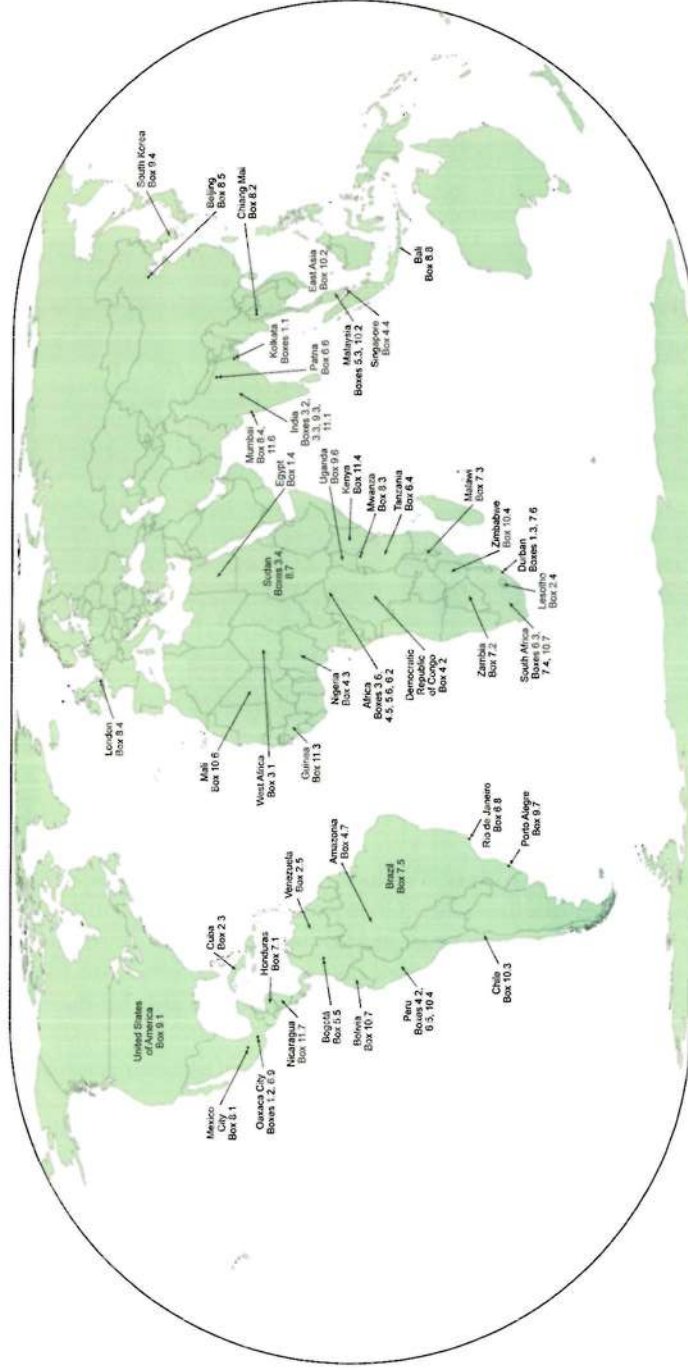 United States
of America
Box 9.1
Mexico
City
Box 8.1
Oaxaca City
Boxes 1.2, 6.9
Cuba
Box 2.3
Honduras
Box 7.1
Nicaragua
Box 11.7
Venezuela
Box 2.5
Bogotá
Box 5.5
Bolivia
Box 10.7
Amazonia
Box 4.7
Peru
Boxes 4.2,
6.5, 10.4
Brazil
Box 7.5
Rio de Janeiro
Box 6.8
Porto Alegre
Box 9.7
Chile
Box 10.3
London
Box 8.4
Mali
Box 10.6
West Africa
Box 3.1
Guinea
Box 11.3
Nigeria
Box 4.3
Africa
Boxes 3.6,
4.5, 5.6, 6.2
Democratic
Republic
of Congo
Box 4.2
Sudan
Boxes 3.4,
8.7
Egypt
Box 1.4
Uganda
Box 9.6
Kenya
Box 11.4
Mwanza
Box 8.3
Tanzania
Box 6.4
Malawi
Box 7.3
Zimbabwe
Box 10.4
Zambia
Box 7.2
Durban
Boxes 1.3, 7.6
Lesotho
Box 2.4
South Africa
Boxes 6.3,
7.4, 10.7
Mumbai
Box 8.4,
11.6
India
Boxes 3.2,
3.3, 9.3,
11.1
Patna
Box 6.6
Kolkata
Boxes 1.1
South Korea
Box 9.4
Beijing
Box 8.5
Chiang Mai
Box 8.2
East Asia
Box 10.2
Malaysia
Boxes 5.3, 10.2
Singapore
Box 4.4
Bali
Box 8.8